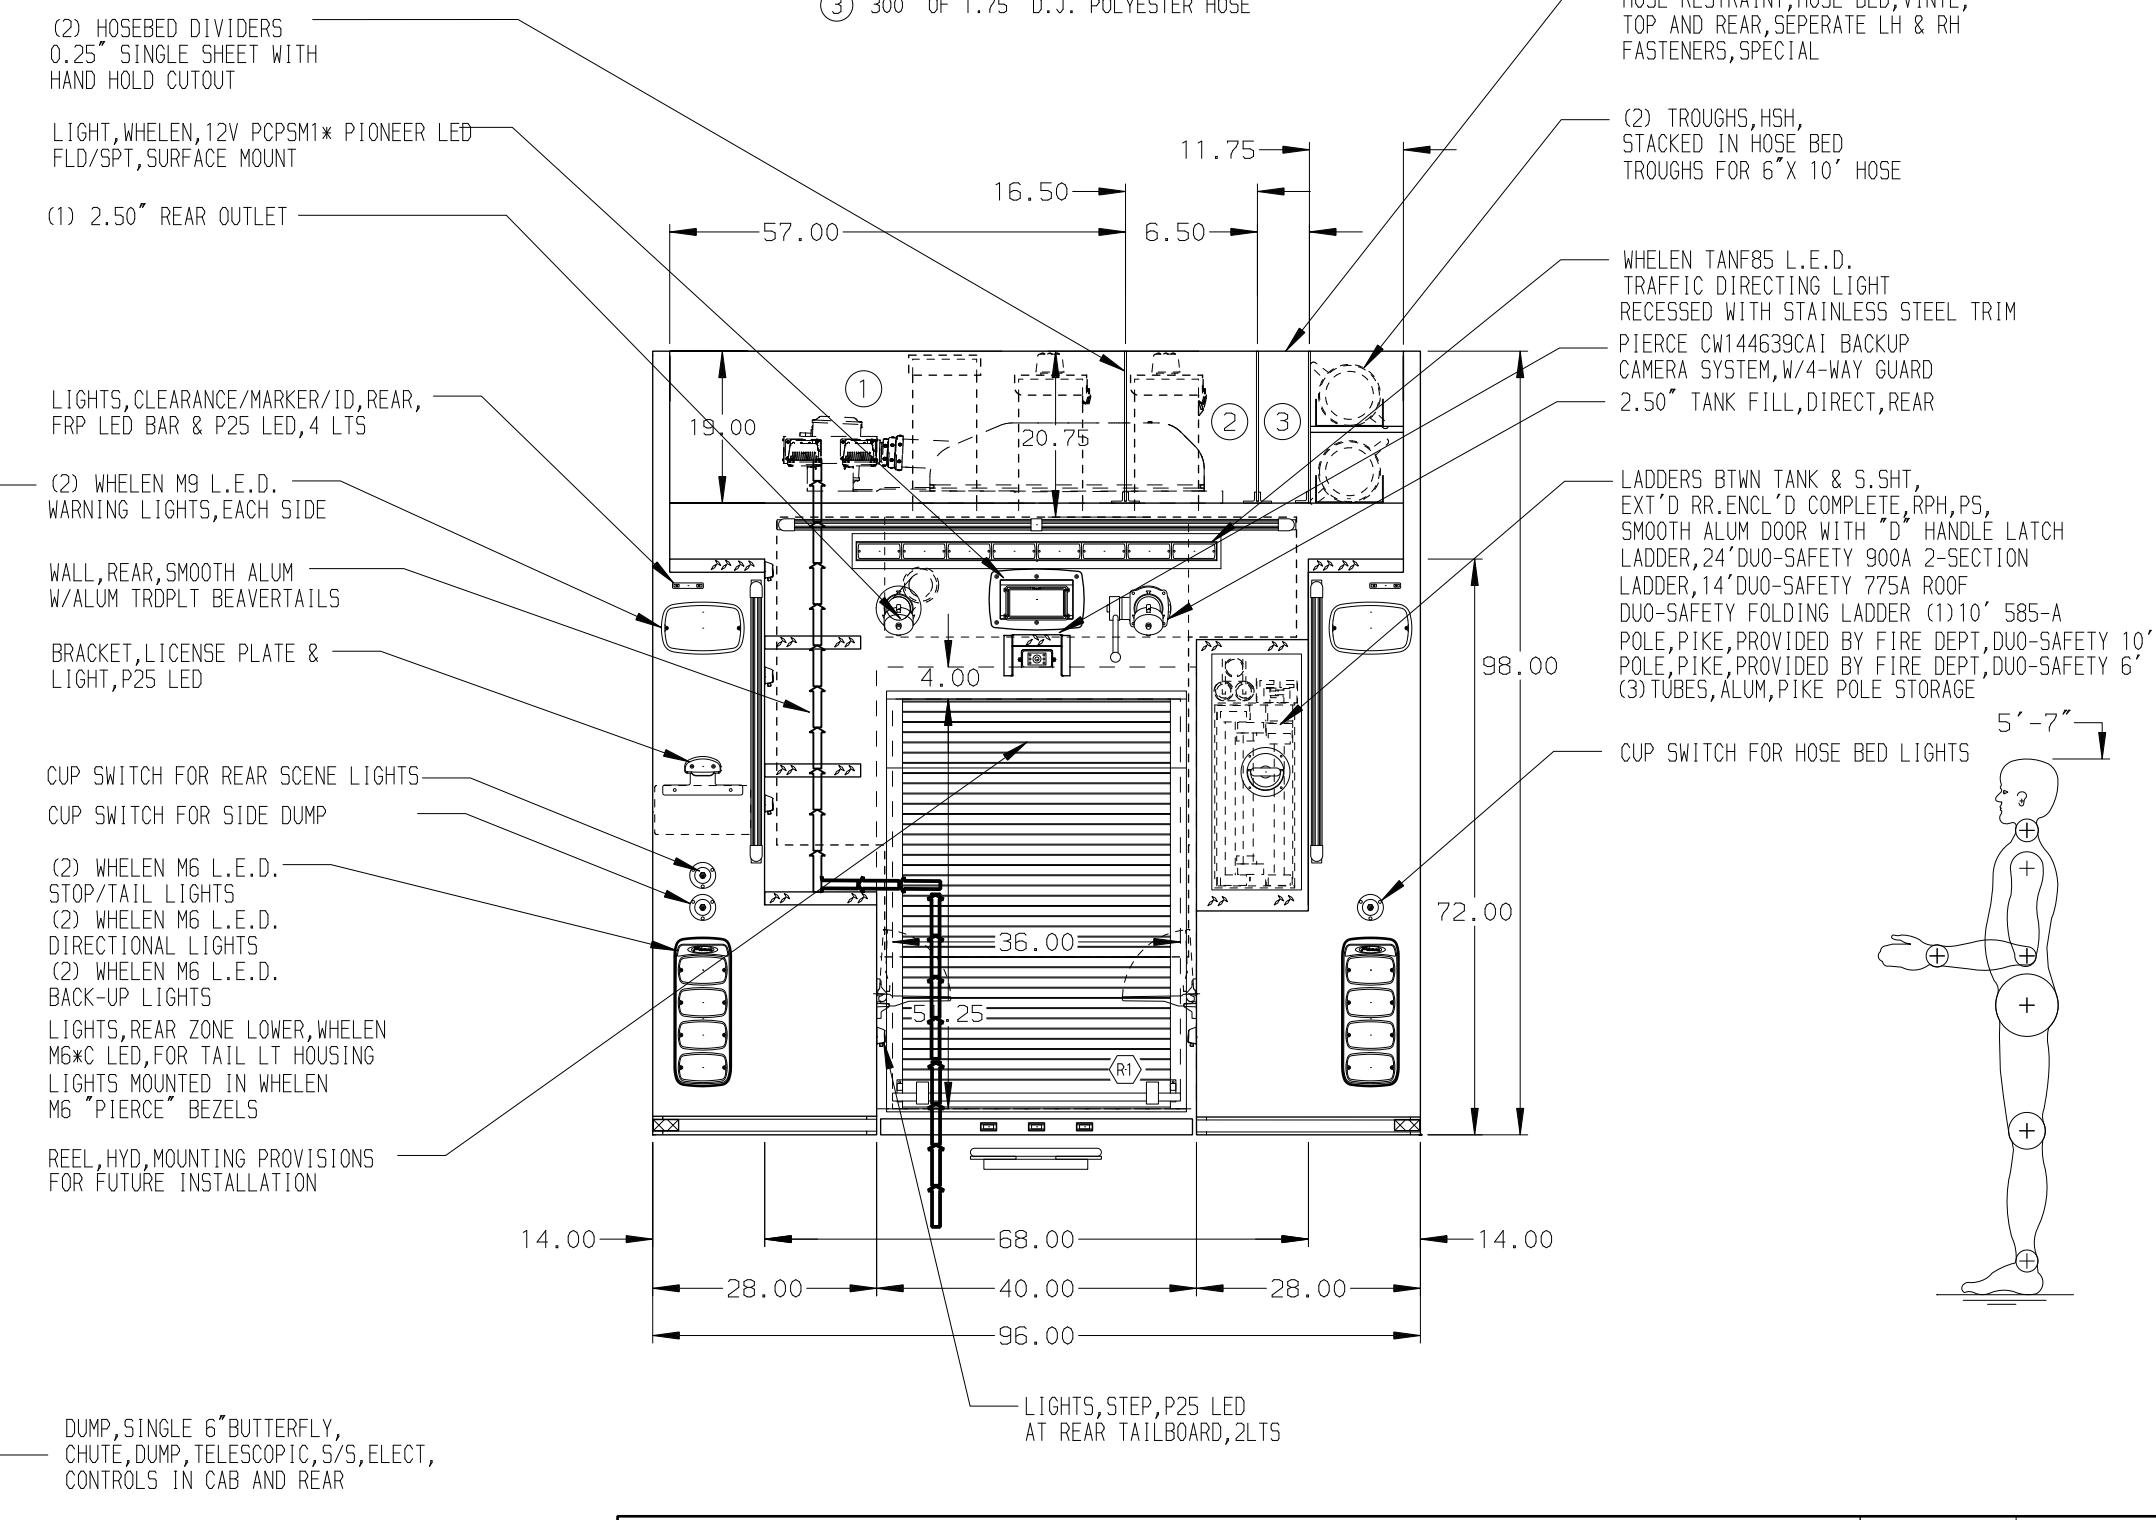 (3) 300' OF 1.75" D.J. POLYESTER HOSE
(2) HOSEBED DIVIDERS
0.25" SINGLE SHEET WITH
HAND HOLD CUTOUT
LIGHT,WHELEN,12V PCPSM1* PIONEER LED
FLD/SPT,SURFACE MOUNT
(1) 2.50" REAR OUTLET
LIGHTS,CLEARANCE/MARKER/ID,REAR,
FRP LED BAR & P25 LED,4 LTS
(2) WHELEN M9 L.E.D.
WARNING LIGHTS,EACH SIDE
WALL,REAR,SMOOTH ALUM
W/ALUM TRDPLT BEAVERTAILS
BRACKET,LICENSE PLATE &
LIGHT,P25 LED
CUP SWITCH FOR REAR SCENE LIGHTS
CUP SWITCH FOR SIDE DUMP
(2) WHELEN M6 L.E.D.
STOP/TAIL LIGHTS
(2) WHELEN M6 L.E.D.
DIRECTIONAL LIGHTS
(2) WHELEN M6 L.E.D.
BACK-UP LIGHTS
LIGHTS,REAR ZONE LOWER,WHELEN
M6*C LED,FOR TAIL LT HOUSING
LIGHTS MOUNTED IN WHELEN
M6 "PIERCE" BEZELS
REEL,HYD,MOUNTING PROVISIONS
FOR FUTURE INSTALLATION
DUMP,SINGLE 6"BUTTERFLY,
CHUTE,DUMP,TELESCOPIC,S/S,ELECT,
CONTROLS IN CAB AND REAR
11.75
16.50
57.00
6.50
1
2
3
19.00
20.75
4.00
98.00
72.00
36.00
R1
14.00
68.00
14.00
28.00
40.00
28.00
96.00
LIGHTS,STEP,P25 LED
AT REAR TAILBOARD,2LTS
HOSE RESTRAINT,HOSE BED,VINYL,
TOP AND REAR,SEPERATE LH & RH
FASTENERS,SPECIAL
(2) TROUGHS,HSH,
STACKED IN HOSE BED
TROUGHS FOR 6"X 10' HOSE
WHELEN TANF85 L.E.D.
TRAFFIC DIRECTING LIGHT
RECESSED WITH STAINLESS STEEL TRIM
PIERCE CW144639CAI BACKUP
CAMERA SYSTEM,W/4-WAY GUARD
2.50" TANK FILL,DIRECT,REAR
LADDERS BTWN TANK & S.SHT,
EXT'D RR.ENCL'D COMPLETE,RPH,PS,
SMOOTH ALUM DOOR WITH "D" HANDLE LATCH
LADDER,24'DUO-SAFETY 900A 2-SECTION
LADDER,14'DUO-SAFETY 775A ROOF
DUO-SAFETY FOLDING LADDER (1)10' 585-A
POLE,PIKE,PROVIDED BY FIRE DEPT,DUO-SAFETY 10'
POLE,PIKE,PROVIDED BY FIRE DEPT,DUO-SAFETY 6'
(3)TUBES,ALUM,PIKE POLE STORAGE
5'-7"
CUP SWITCH FOR HOSE BED LIGHTS